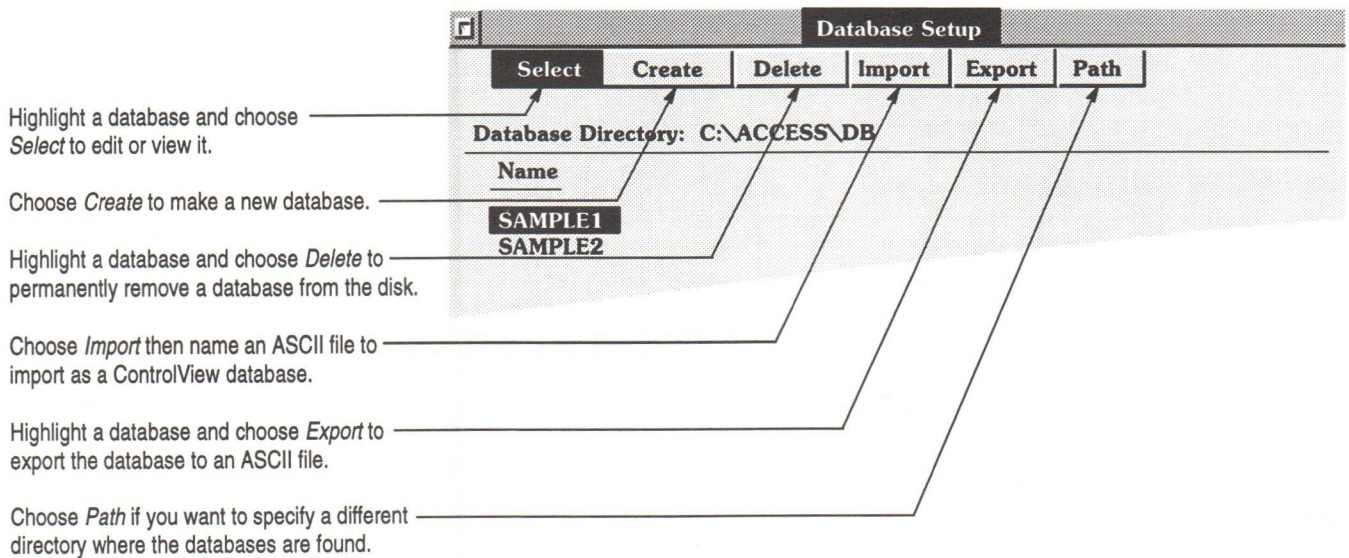 Database Setup
Select Create Delete Import Export Path
Database Directory: C:\ACCESS\DB
Name
SAMPLE1
SAMPLE2
Highlight a database and choose
Select to edit or view it.
Choose Create to make a new database.
Highlight a database and choose Delete to
permanently remove a database from the disk.
Choose Import then name an ASCII file to
import as a ControlView database.
Highlight a database and choose Export to
export the database to an ASCII file.
Choose Path if you want to specify a different
directory where the databases are found.